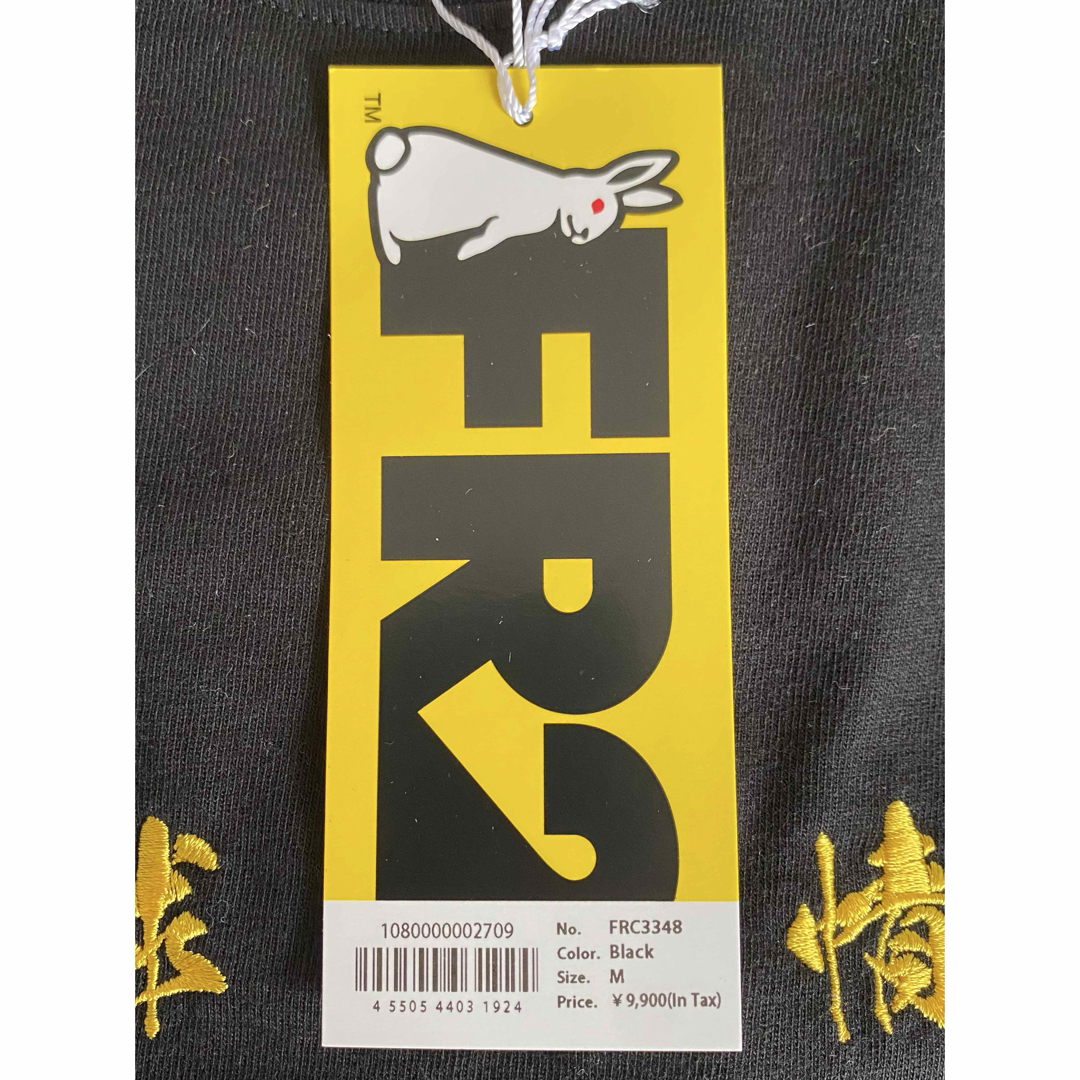 TM
FR2
1080000002709
4 5505 4403 1924
No. FRC3348
Color. Black
Size. M
Price. ¥9,900(In Tax)
情